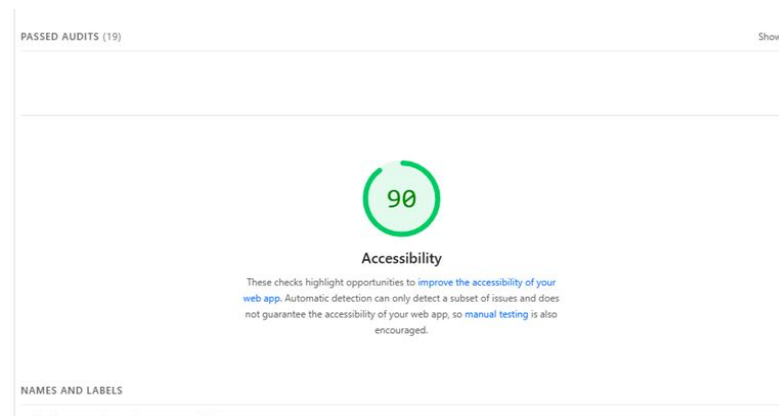 PASSED AUDITS (19)
Show
90
Accessibility
These checks highlight opportunities to improve the accessibility of your
web app. Automatic detection can only detect a subset of issues and does
not guarantee the accessibility of your web app, so manual testing is also
encouraged.
NAMES AND LABELS